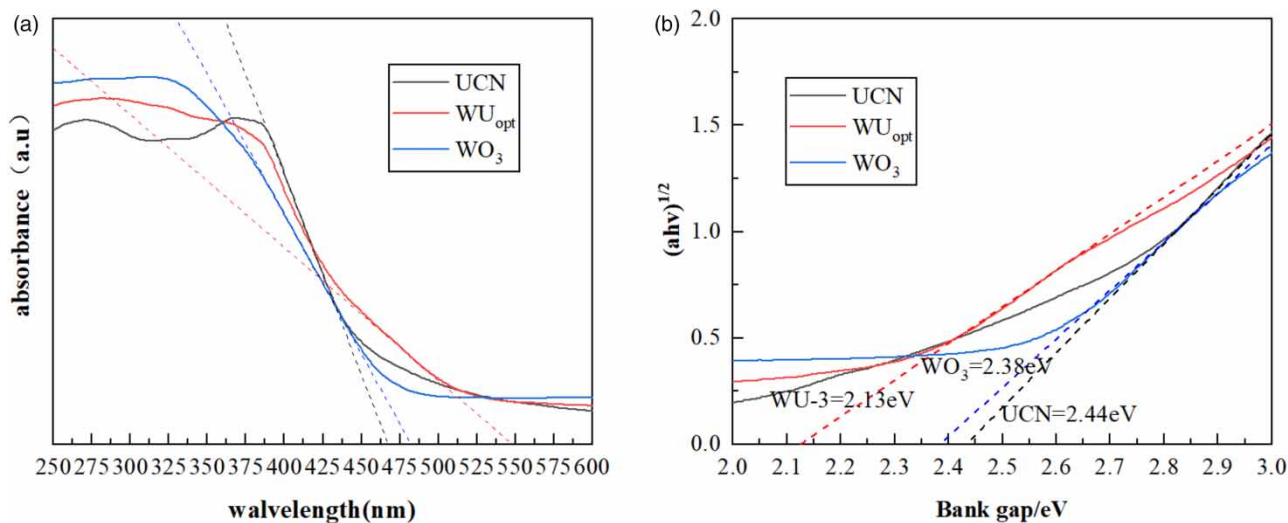 (a)
UCN
WUopt
WO3
absorbance (a.u)
250 275 300 325 350 375 400 425 450 475 500 525 550 575 600
walvelength(nm)
(b)
2.0
UCN
WUopt
WO3
1.5
(ahv)1/2
1.0
0.5
WO3=2.38eV
WU-3=2.13eV
UCN=2.44eV
0.0
2.0 2.1 2.2 2.3 2.4 2.5 2.6 2.7 2.8 2.9 3.0
Bank gap/eV